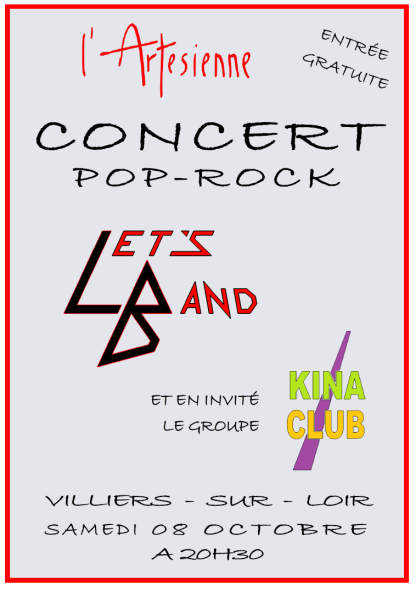 l'Artesienne
ENTRÉE
GRATUITE
CONCERT
POP-ROCK
LET'S
BAND
ET EN INVITÉ
LE GROUPE
KINA
CLUB
VILLIERS - SUR - LOIR
SAMEDI 08 OCTOBRE
A 20H30